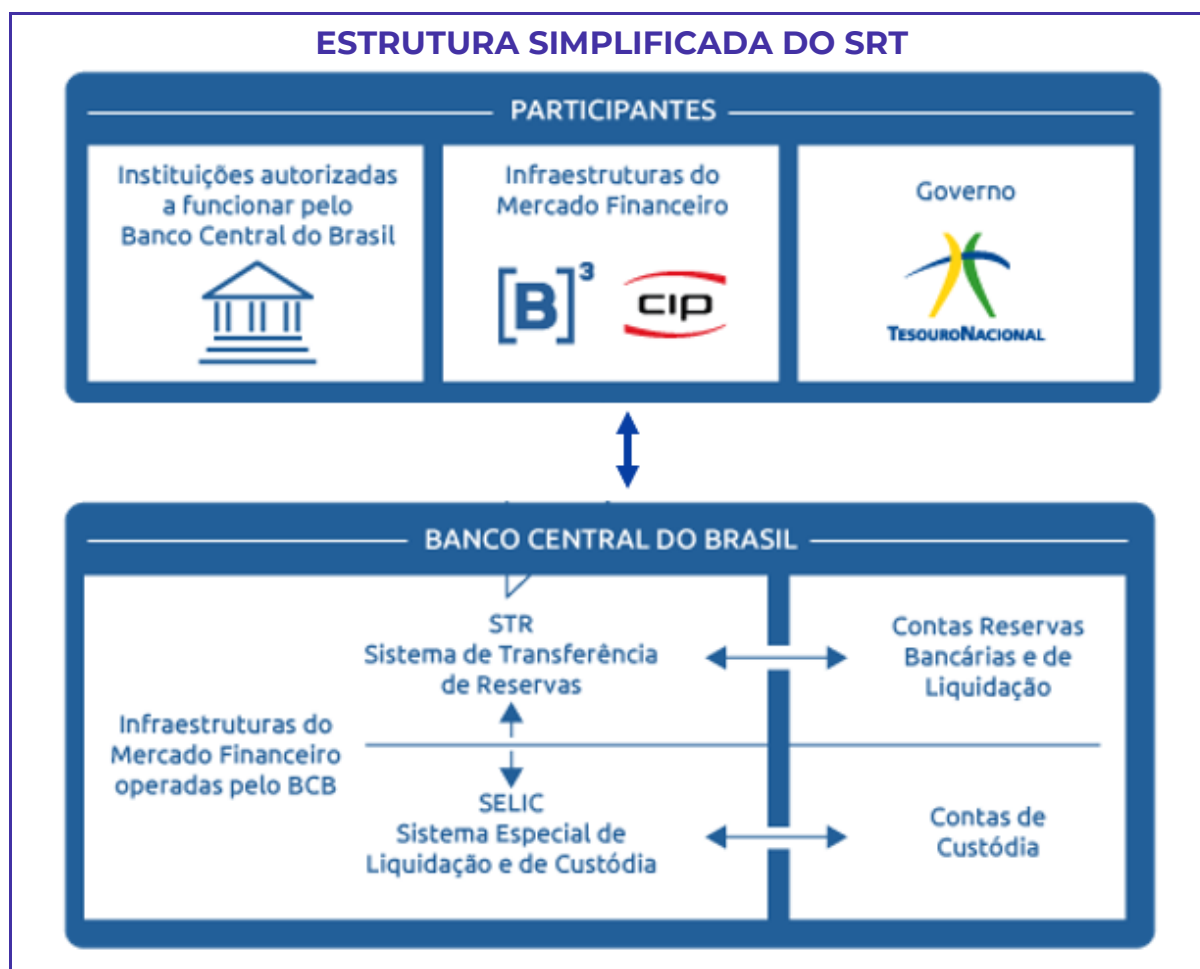 ESTRUTURA SIMPLIFICADA DO SRT
PARTICIPANTES
Instituições autorizadas
a funcionar pelo
Banco Central do Brasil
Infraestruturas do
Mercado Financeiro
[B]³
CIP
Governo
TESOURONACIONAL
BANCO CENTRAL DO BRASIL
Infraestruturas do
Mercado Financeiro
operadas pelo BCB
STR
Sistema de Transferência
de Reservas
Contas Reservas
Bancárias e de
Liquidação
SELIC
Sistema Especial de
Liquidação e de Custódia
Contas de
Custódia